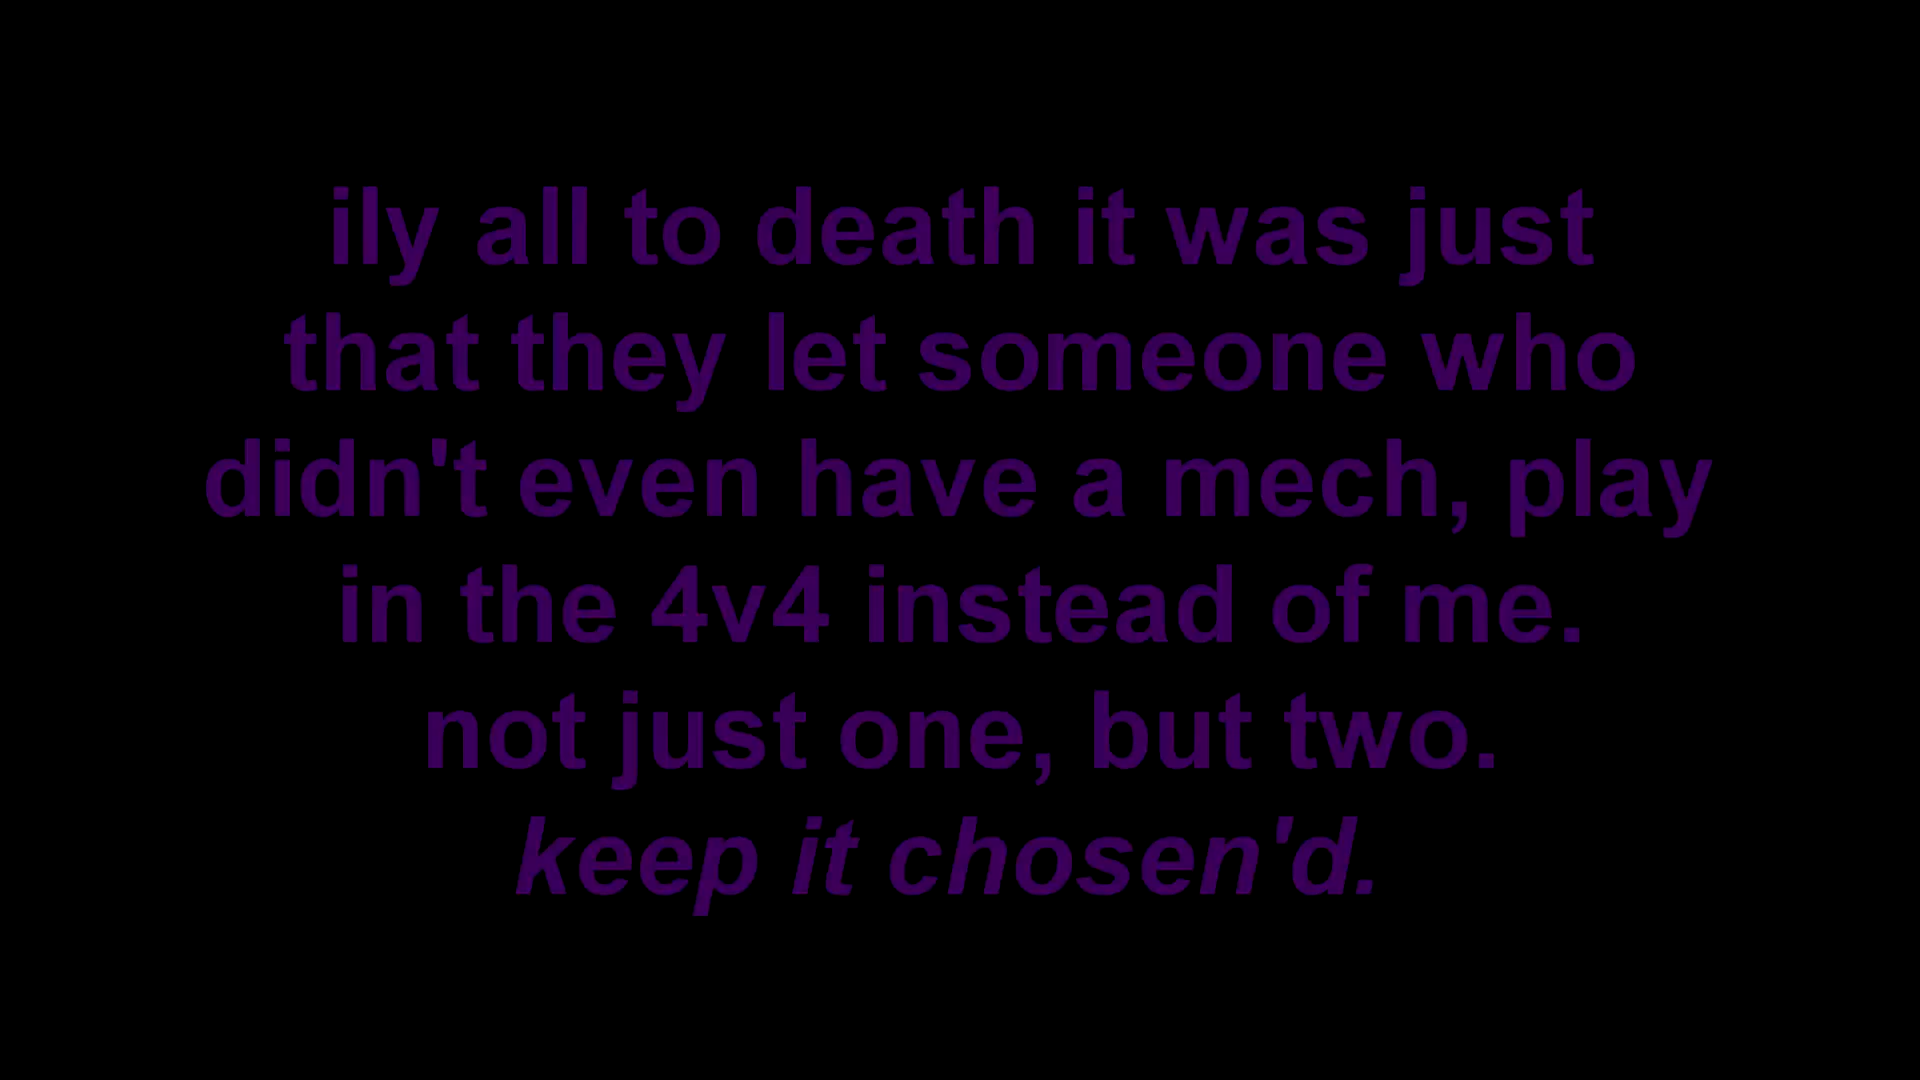 ily all to death it was just
that they let someone who
didn't even have a mech, play
in the 4v4 instead of me.
not just one, but two.
keep it chosen'd.